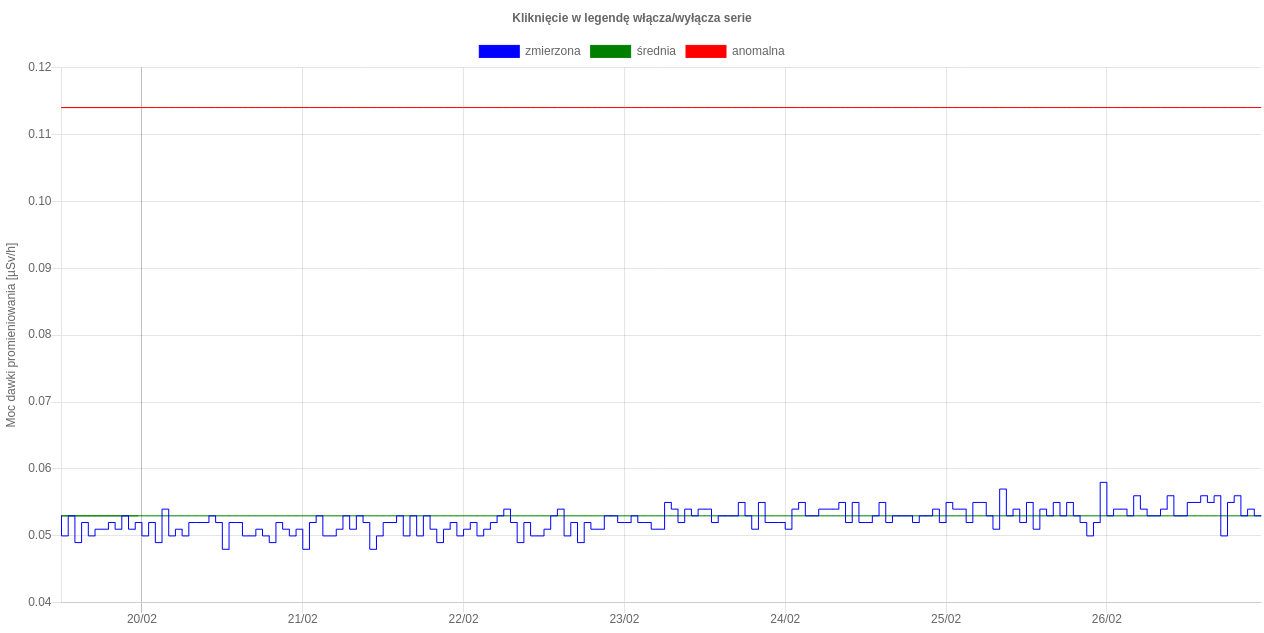 Kliknięcie w legendę włącza/wyłącza serie
zmierzona średnia anomalna
Moc dawki promieniowania [µSv/h]
0.12
0.11
0.10
0.09
0.08
0.07
0.06
0.05
0.04
20/02 21/02 22/02 23/02 24/02 25/02 26/02